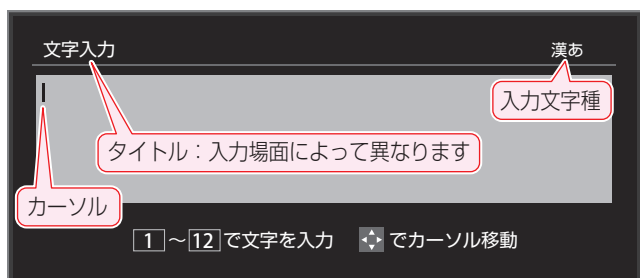 文字入力
漢あ
入力文字種
タイトル：入力場面によって異なります
カーソル
1～12で文字を入力 でカーソル移動